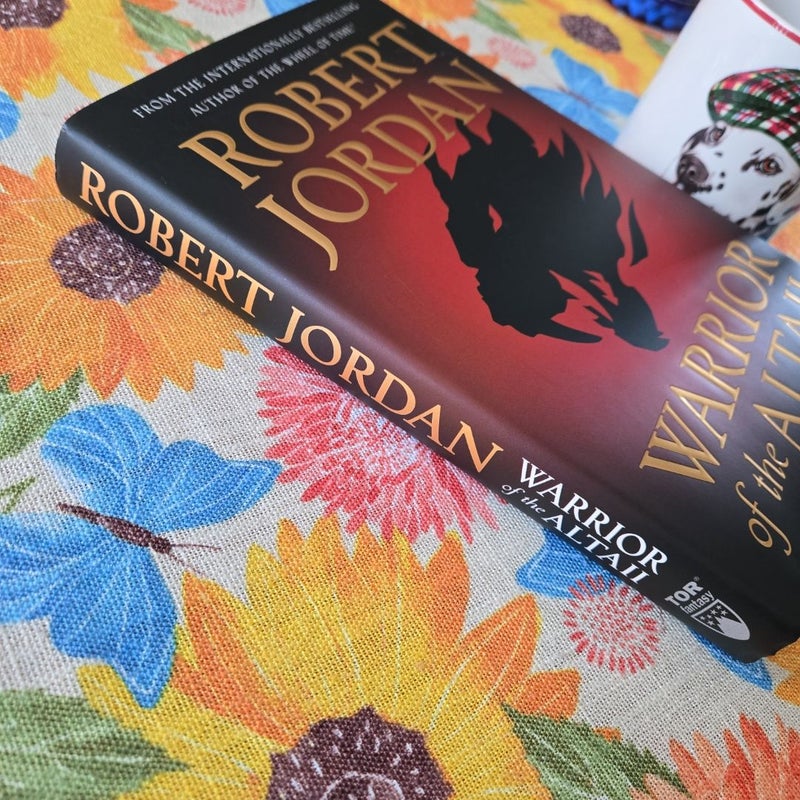 FROM THE INTERNATIONALLY BESTSELLING
AUTHOR OF THE WHEEL OF TIME®
ROBERT
JORDAN
WARRIOR
of the ALTAII
ROBERT JORDAN
WARRIOR
of the ALTAII
TOR®
fantasy